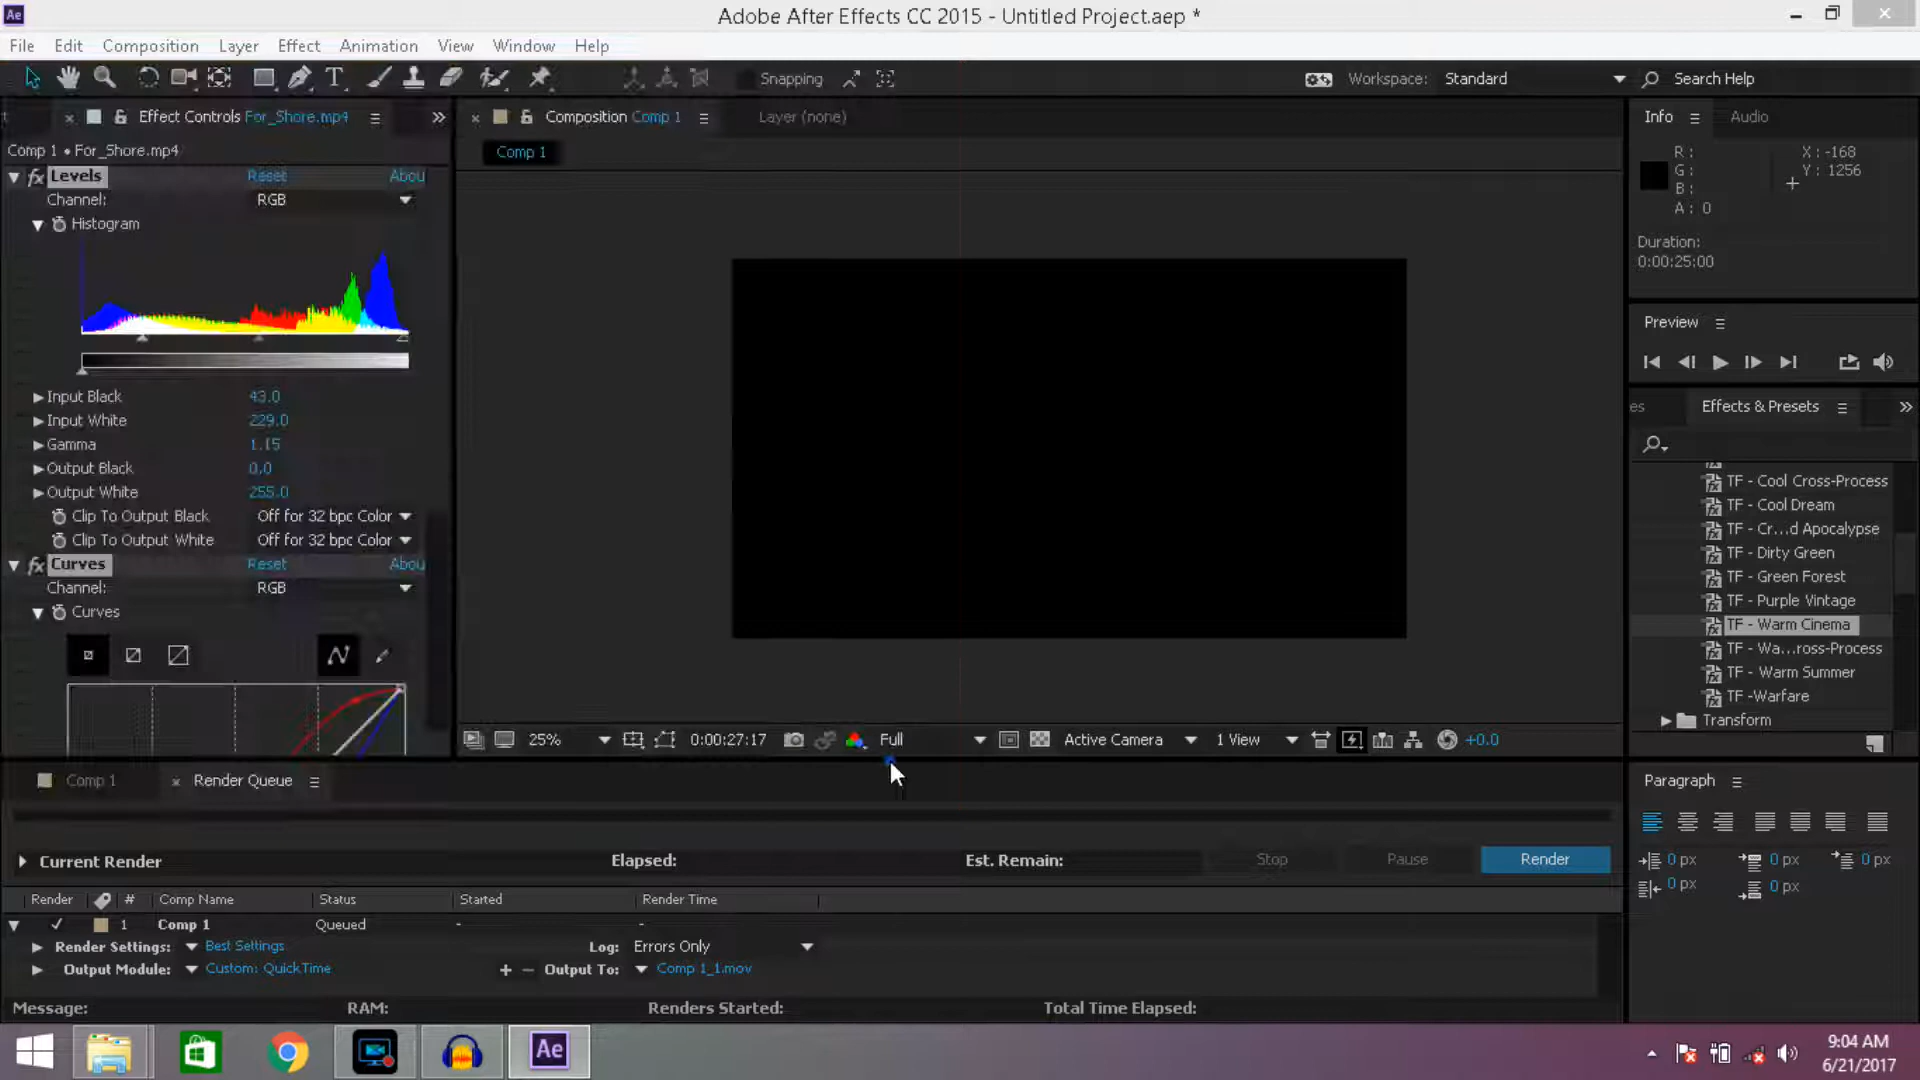 Ae
Adobe After Effects CC 2015 - Untitled Project.aep *
File Edit Composition Layer Effect Animation View Window Help
Snapping
Workspace: Standard
Search Help
Effect Controls For_Shore.mp4
Composition Comp 1
Layer (none)
Info
Audio
Comp 1 • For_Shore.mp4
Comp 1
R :
G :
B :
A : 0
X : -168
Y : 1256
Duration:
0:00:25:00
fx Levels Reset Abou
Channel: RGB
Histogram
Input Black 43.0
Input White 229.0
Gamma 1.15
Output Black 0.0
Output White 255.0
Clip To Output Black Off for 32 bpc Color
Clip To Output White Off for 32 bpc Color
fx Curves Reset Abou
Channel: RGB
Curves
25% 0:00:27:17 Full Active Camera 1 View +0.0
Preview
es Effects & Presets
TF - Cool Cross-Process
TF - Cool Dream
TF - Cr...d Apocalypse
TF - Dirty Green
TF - Green Forest
TF - Purple Vintage
TF - Warm Cinema
TF - Wa...ross-Process
TF - Warm Summer
TF -Warfare
Transform
Comp 1
Render Queue
Current Render Elapsed: Est. Remain: Stop Pause Render
Render # Comp Name Status Started Render Time
1 Comp 1 Queued - -
Render Settings: Best Settings Log: Errors Only
Output Module: Custom: QuickTime + – Output To: Comp 1_1.mov
Message: RAM: Renders Started: Total Time Elapsed:
Paragraph
0 px 0 px 0 px
0 px 0 px
Ae
9:04 AM
6/21/2017